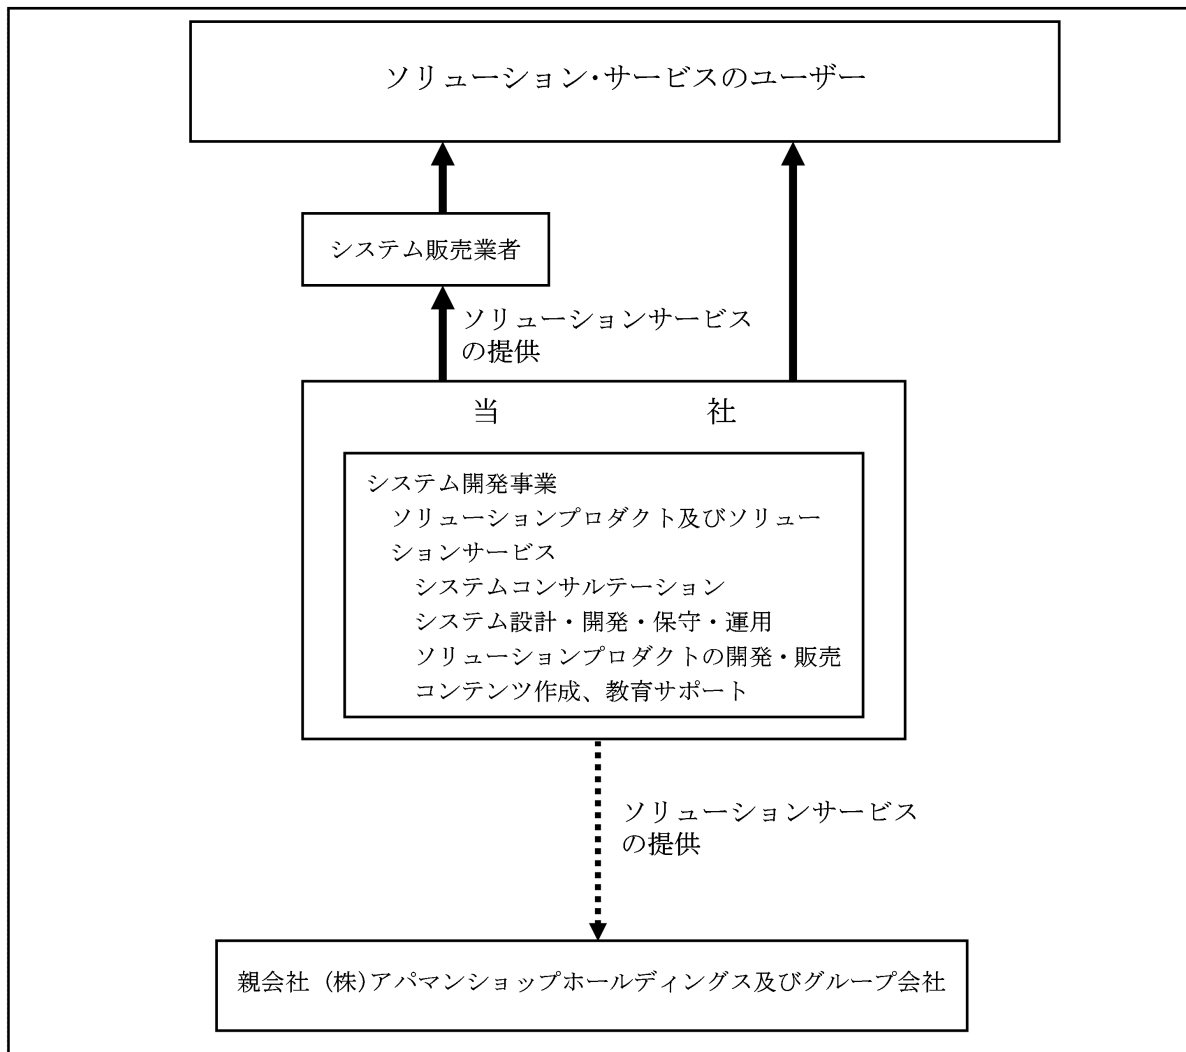 ソリューション･サービスのユーザー
システム販売業者
ソリューションサービス
の提供
当 社
システム開発事業
ソリューションプロダクト及びソリュー
ションサービス
システムコンサルテーション
システム設計・開発・保守・運用
ソリューションプロダクトの開発・販売
コンテンツ作成、教育サポート
ソリューションサービス
の提供
親会社 (株)アパマンショップホールディングス及びグループ会社